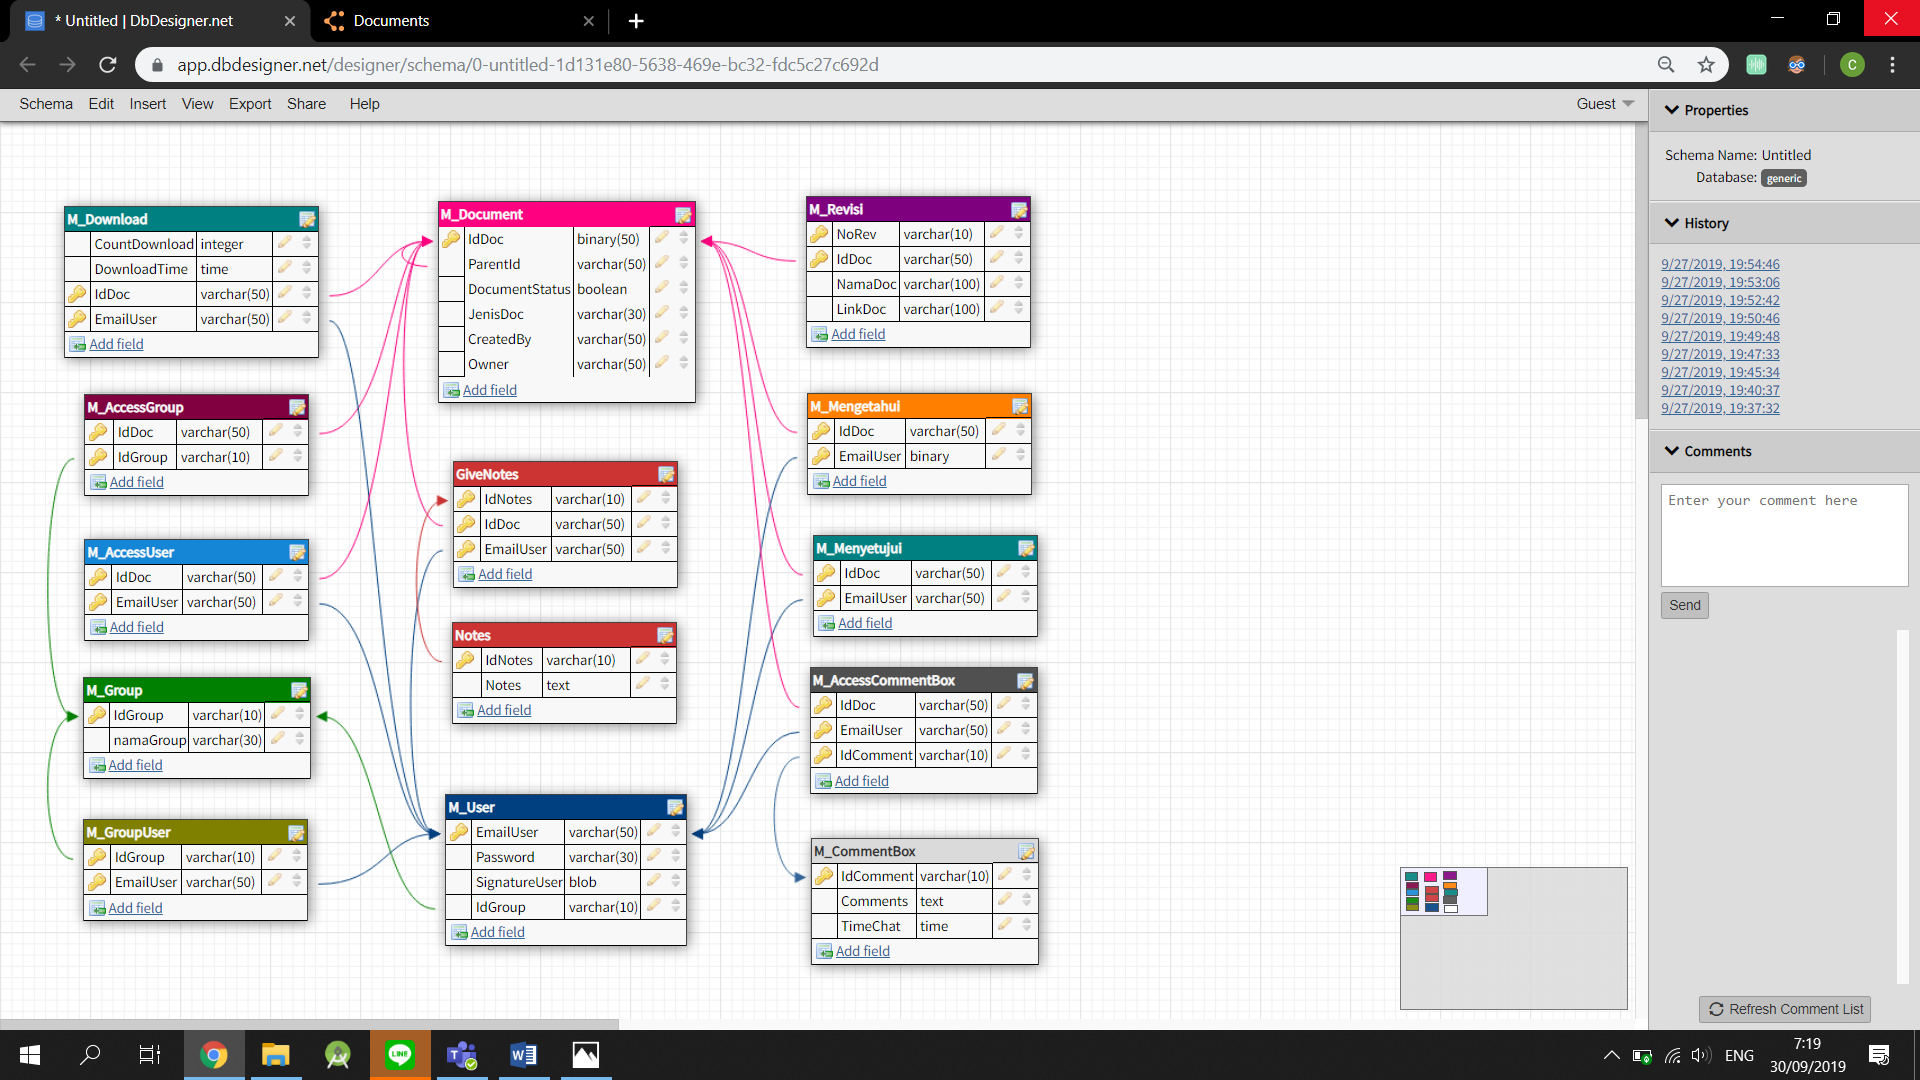 * Untitled | DbDesigner.net
Documents
app.dbdesigner.net/designer/schema/0-untitled-1d131e80-5638-469e-bc32-fdc5c27c692d
C
Schema Edit Insert View Export Share Help
Guest
M_Download
CountDownload integer
DownloadTime time
IdDoc varchar(50)
EmailUser varchar(50)
Add field
M_AccessGroup
IdDoc varchar(50)
IdGroup varchar(10)
Add field
M_AccessUser
IdDoc varchar(50)
EmailUser varchar(50)
Add field
M_Group
IdGroup varchar(10)
namaGroup varchar(30)
Add field
M_GroupUser
IdGroup varchar(10)
EmailUser varchar(50)
Add field
M_Document
IdDoc binary(50)
ParentId varchar(50)
DocumentStatus boolean
JenisDoc varchar(30)
CreatedBy varchar(50)
Owner varchar(50)
Add field
GiveNotes
IdNotes varchar(10)
IdDoc varchar(50)
EmailUser varchar(50)
Add field
Notes
IdNotes varchar(10)
Notes text
Add field
M_User
EmailUser varchar(50)
Password varchar(30)
SignatureUser blob
IdGroup varchar(10)
Add field
M_Revisi
NoRev varchar(10)
IdDoc varchar(50)
NamaDoc varchar(100)
LinkDoc varchar(100)
Add field
M_Mengetahui
IdDoc varchar(50)
EmailUser binary
Add field
M_Menyetujui
IdDoc varchar(50)
EmailUser varchar(50)
Add field
M_AccessCommentBox
IdDoc varchar(50)
EmailUser varchar(50)
IdComment varchar(10)
Add field
M_CommentBox
IdComment varchar(10)
Comments text
TimeChat time
Add field
Properties
Schema Name: Untitled
Database: generic
History
9/27/2019, 19:54:46
9/27/2019, 19:53:06
9/27/2019, 19:52:42
9/27/2019, 19:50:46
9/27/2019, 19:49:48
9/27/2019, 19:47:33
9/27/2019, 19:45:34
9/27/2019, 19:40:37
9/27/2019, 19:37:32
Comments
Enter your comment here
Send
Refresh Comment List
LINE
ENG
7:19
30/09/2019